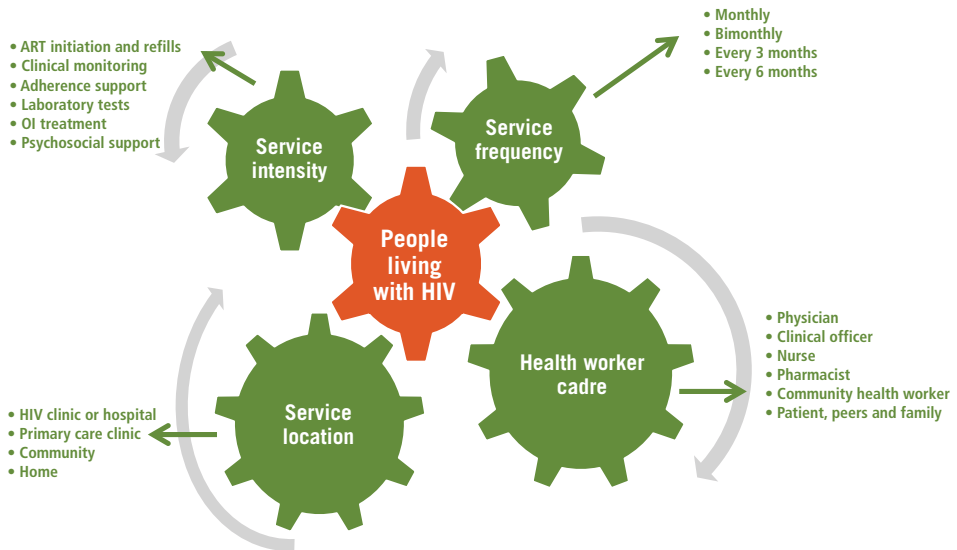 • ART initiation and refills
• Clinical monitoring
• Adherence support
• Laboratory tests
• OI treatment
• Psychosocial support
Service
intensity
• Monthly
• Bimonthly
• Every 3 months
• Every 6 months
Service
frequency
People
living
with HIV
Health worker
cadre
• Physician
• Clinical officer
• Nurse
• Pharmacist
• Community health worker
• Patient, peers and family
Service
location
• HIV clinic or hospital
• Primary care clinic
• Community
• Home